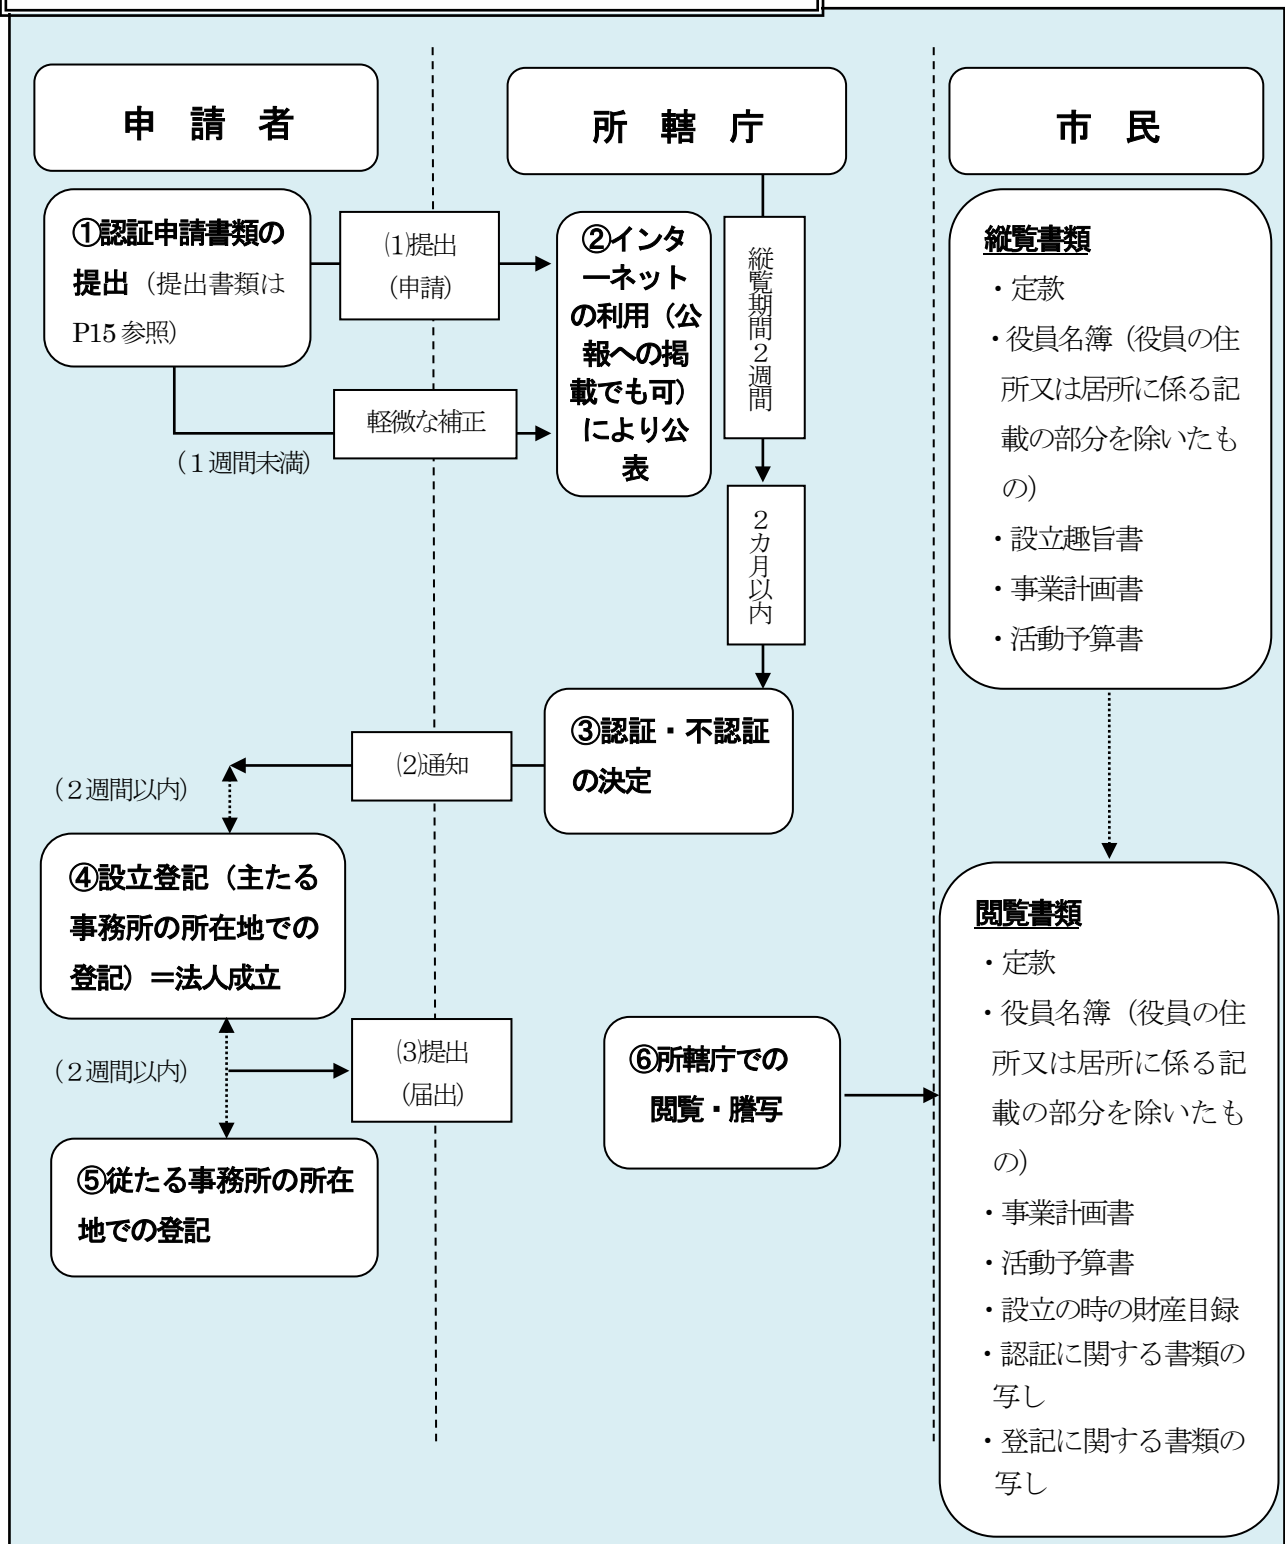 申　請　者
所　轄　庁
市　民
①認証申請書類の
提出（提出書類は
P15 参照）
⑴提出
(申請)
軽微な補正
（１週間未満）
②インタ
ーネット
の利用（公
報への掲
載でも可）
により公
表
縦覧期間２週間
２カ月以内
縦覧書類
・定款
・役員名簿（役員の住
所又は居所に係る記
載の部分を除いたも
の）
・設立趣旨書
・事業計画書
・活動予算書
③認証・不認証
の決定
⑵通知
（２週間以内）
④設立登記（主たる
事務所の所在地での
登記）＝法人成立
（２週間以内）
⑶提出
(届出)
⑤従たる事務所の所在
地での登記
⑥所轄庁での
閲覧・謄写
閲覧書類
・定款
・役員名簿（役員の住
所又は居所に係る記
載の部分を除いたも
の）
・事業計画書
・活動予算書
・設立の時の財産目録
・認証に関する書類の
写し
・登記に関する書類の
写し